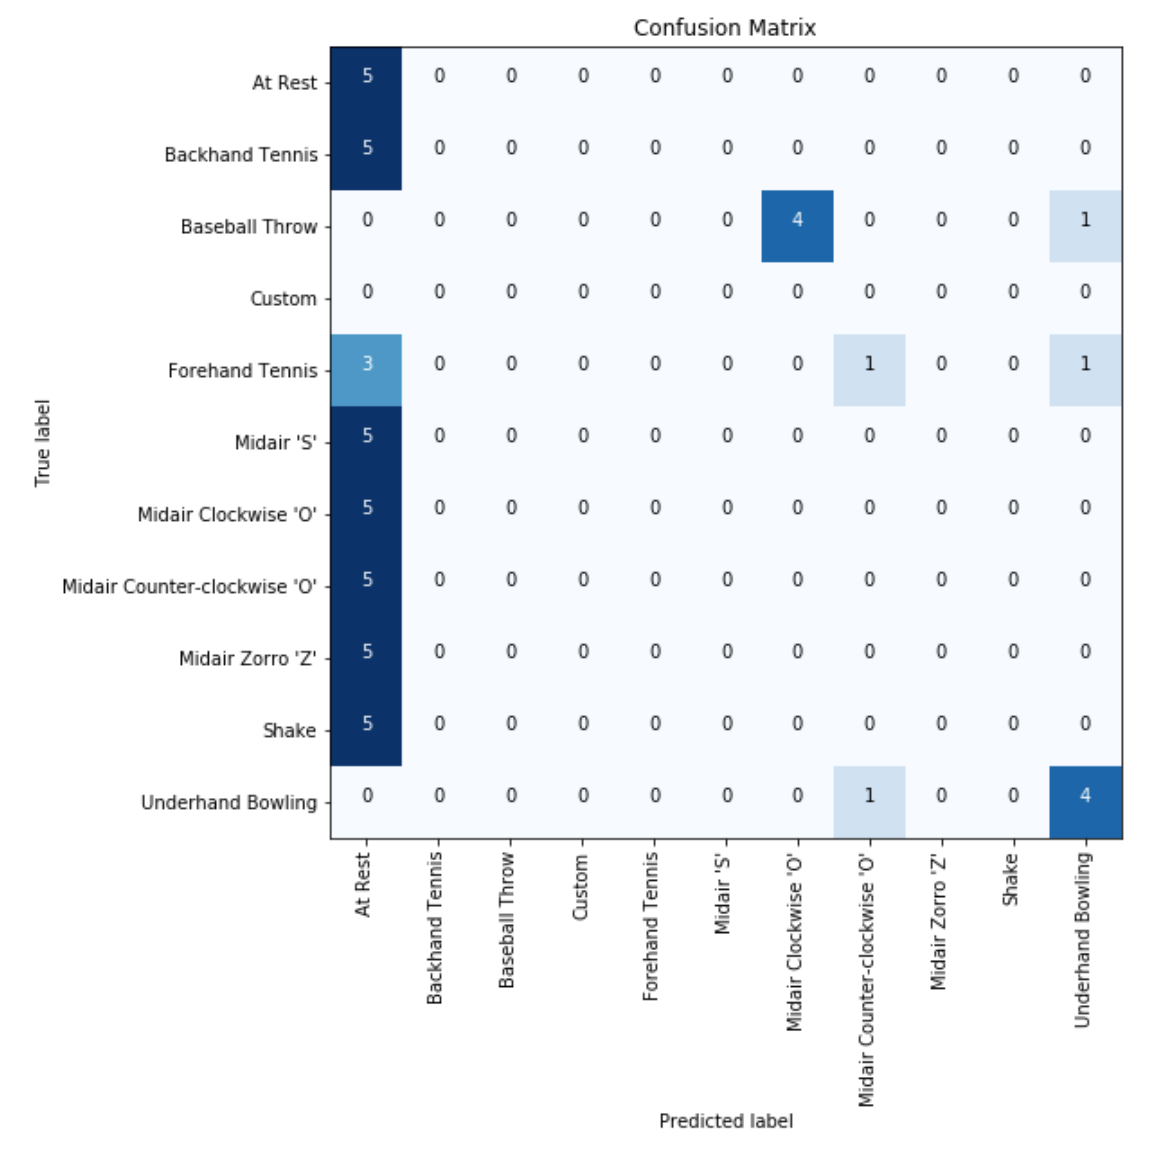 Confusion Matrix
At Rest 5 0 0 0 0 0 0 0 0 0 0
Backhand Tennis 5 0 0 0 0 0 0 0 0 0 0
Baseball Throw 0 0 0 0 0 0 4 0 0 0 1
Custom 0 0 0 0 0 0 0 0 0 0 0
Forehand Tennis 3 0 0 0 0 0 0 1 0 0 1
Midair 'S' 5 0 0 0 0 0 0 0 0 0 0
Midair Clockwise 'O' 5 0 0 0 0 0 0 0 0 0 0
Midair Counter-clockwise 'O' 5 0 0 0 0 0 0 0 0 0 0
Midair Zorro 'Z' 5 0 0 0 0 0 0 0 0 0 0
Shake 5 0 0 0 0 0 0 0 0 0 0
Underhand Bowling 0 0 0 0 0 0 0 1 0 0 4
True label
At Rest
Backhand Tennis
Baseball Throw
Custom
Forehand Tennis
Midair 'S'
Midair Clockwise 'O'
Midair Counter-clockwise 'O'
Midair Zorro 'Z'
Shake
Underhand Bowling
Predicted label